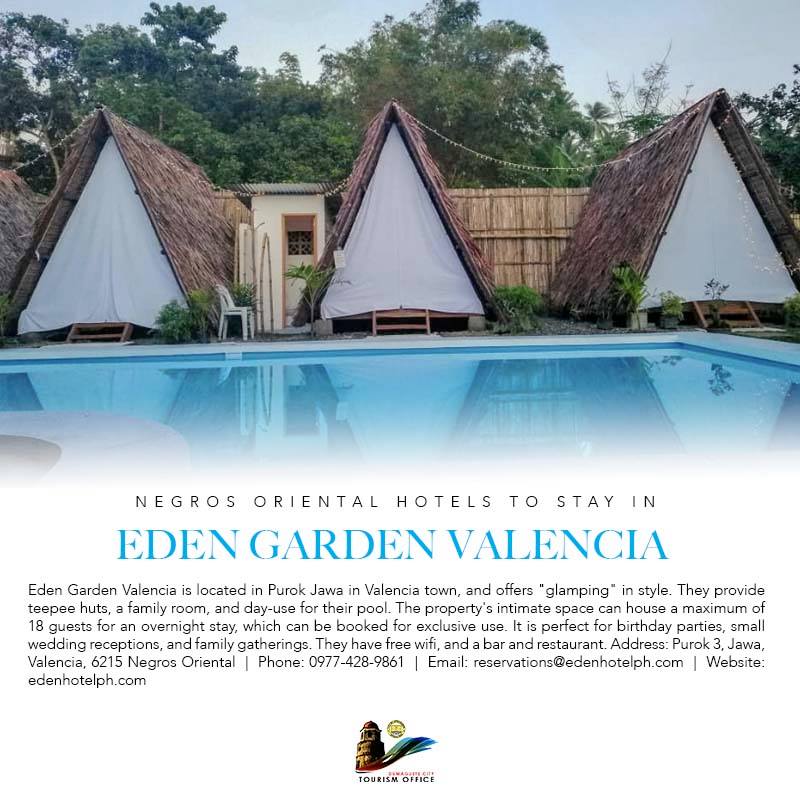 NEGROS ORIENTAL HOTELS TO STAY IN
EDEN GARDEN VALENCIA
Eden Garden Valencia is located in Purok Jawa in Valencia town, and offers "glamping" in style. They provide
teepee huts, a family room, and day-use for their pool. The property's intimate space can house a maximum of
18 guests for an overnight stay, which can be booked for exclusive use. It is perfect for birthday parties, small
wedding receptions, and family gatherings. They have free wifi, and a bar and restaurant. Address: Purok 3, Jawa,
Valencia, 6215 Negros Oriental | Phone: 0977-428-9861 | Email: reservations@edenhotelph.com | Website:
edenhotelph.com
DUMAGUETE CITY
TOURISM OFFICE